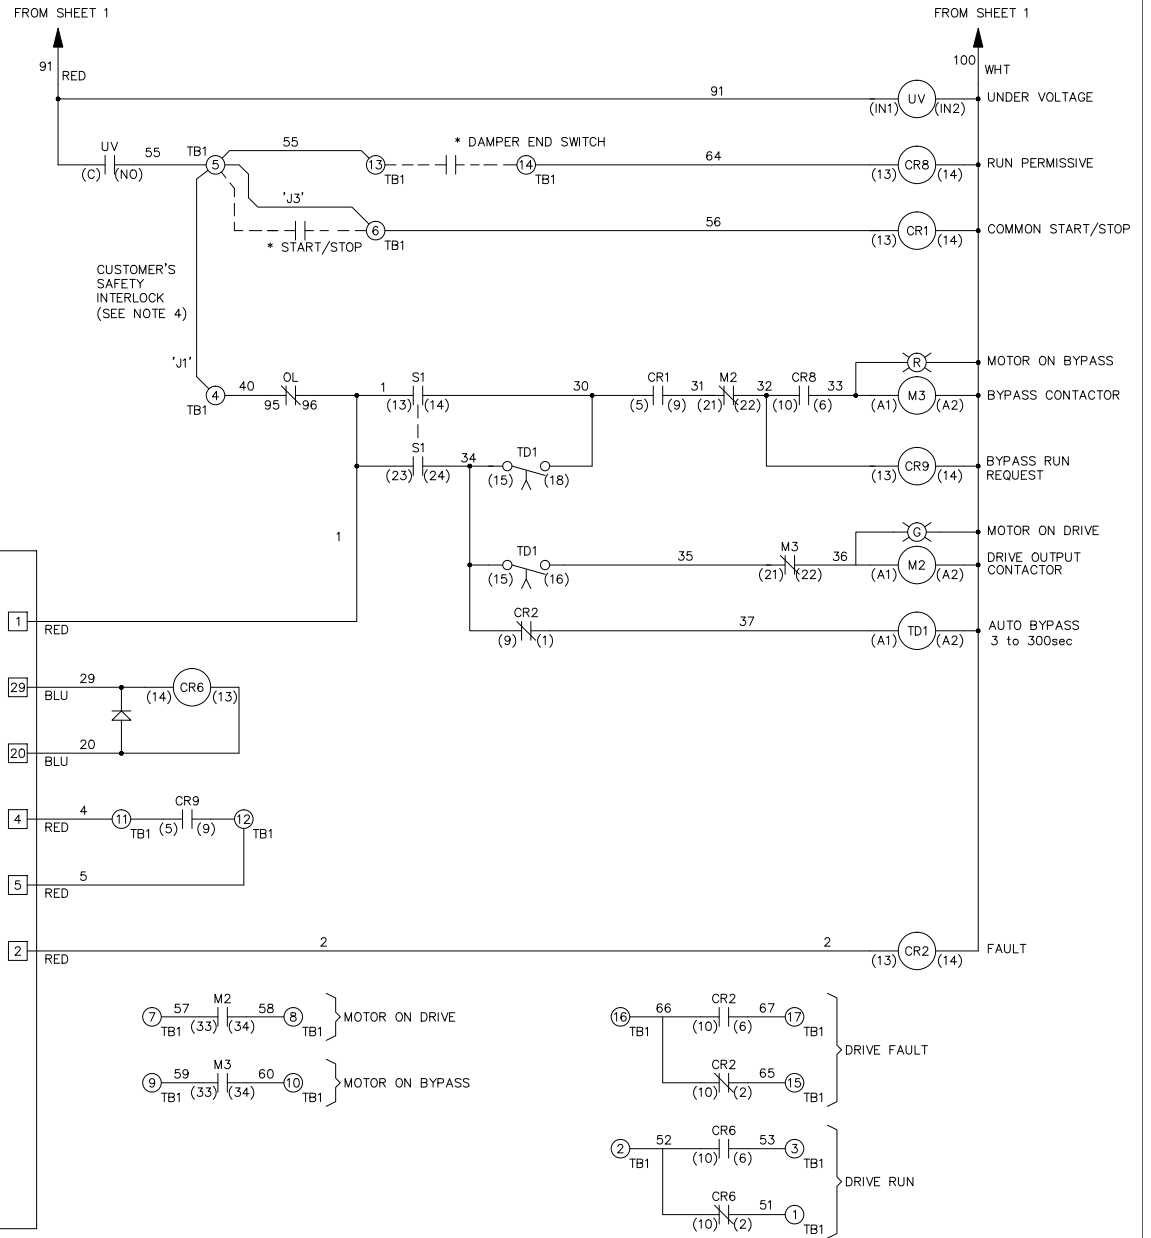 FROM SHEET 1
FROM SHEET 1
91
RED
100
WHT
91
UV
(IN1)
(IN2)
UNDER VOLTAGE
UV
(C)
(NO)
55
TB1
5
55
13
TB1
* DAMPER END SWITCH
14
TB1
64
CR8
(13)
(14)
RUN PERMISSIVE
'J3'
* START/STOP
6
TB1
56
CR1
(13)
(14)
COMMON START/STOP
CUSTOMER'S
SAFETY
INTERLOCK
(SEE NOTE 4)
'J1'
4
TB1
40
OL
95
96
1
S1
(13)
(14)
30
CR1
(5)
(9)
31
M2
(21)
(22)
32
CR8
(10)
(6)
33
R
MOTOR ON BYPASS
M3
(A1)
(A2)
BYPASS CONTACTOR
S1
(23)
(24)
34
TD1
(15)
(18)
CR9
(13)
(14)
BYPASS RUN
REQUEST
1
G
MOTOR ON DRIVE
TD1
(15)
(16)
35
M3
(21)
(22)
36
M2
(A1)
(A2)
DRIVE OUTPUT
CONTACTOR
CR2
(9)
(1)
37
TD1
(A1)
(A2)
AUTO BYPASS
3 to 300sec
1
RED
29
BLU
29
CR6
(14)
(13)
20
BLU
20
4
RED
4
11
TB1
CR9
(5)
(9)
12
TB1
5
RED
5
2
RED
2
2
CR2
(13)
(14)
FAULT
7
TB1
57
M2
(33)
(34)
58
8
TB1
MOTOR ON DRIVE
9
TB1
59
M3
(33)
(34)
60
10
TB1
MOTOR ON BYPASS
16
TB1
66
CR2
(10)
(6)
67
17
TB1
CR2
(10)
(2)
65
15
TB1
DRIVE FAULT
2
TB1
52
CR6
(10)
(6)
53
3
TB1
CR6
(10)
(2)
51
1
TB1
DRIVE RUN